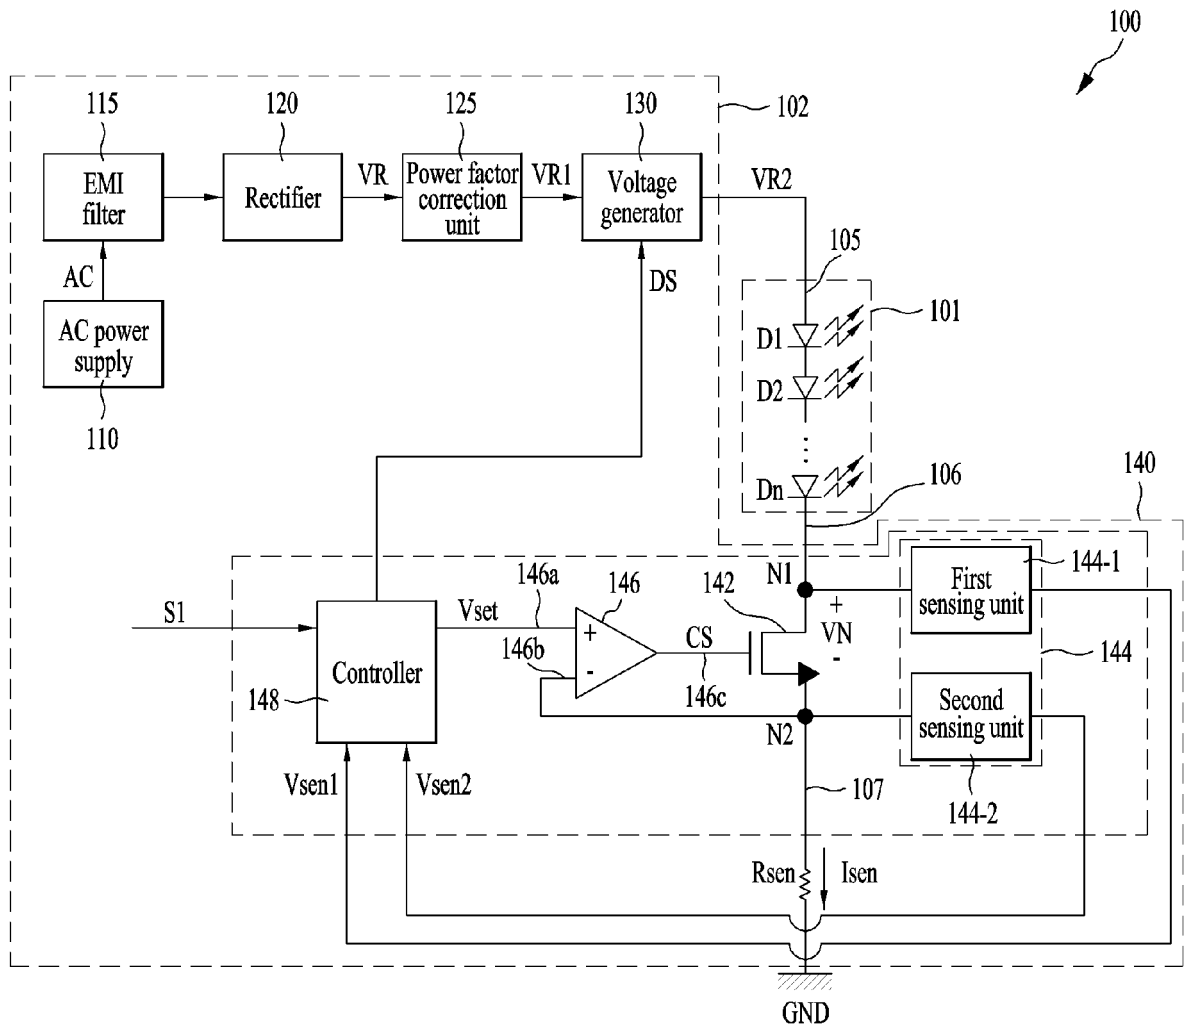 100
115
120
125
130
102
EMI
filter
Rectifier
VR
Power factor
correction
unit
VR1
Voltage
generator
VR2
AC
DS
105
AC power
supply
101
D1
D2
110
Dn
106
140
N1
144-1
First
sensing unit
146a
146
142
S1
Vset
+
+
VN
-
CS
146b
-
146c
144
Controller
148
N2
Second
sensing unit
Vsen1
Vsen2
107
144-2
Rsen
Isen
GND